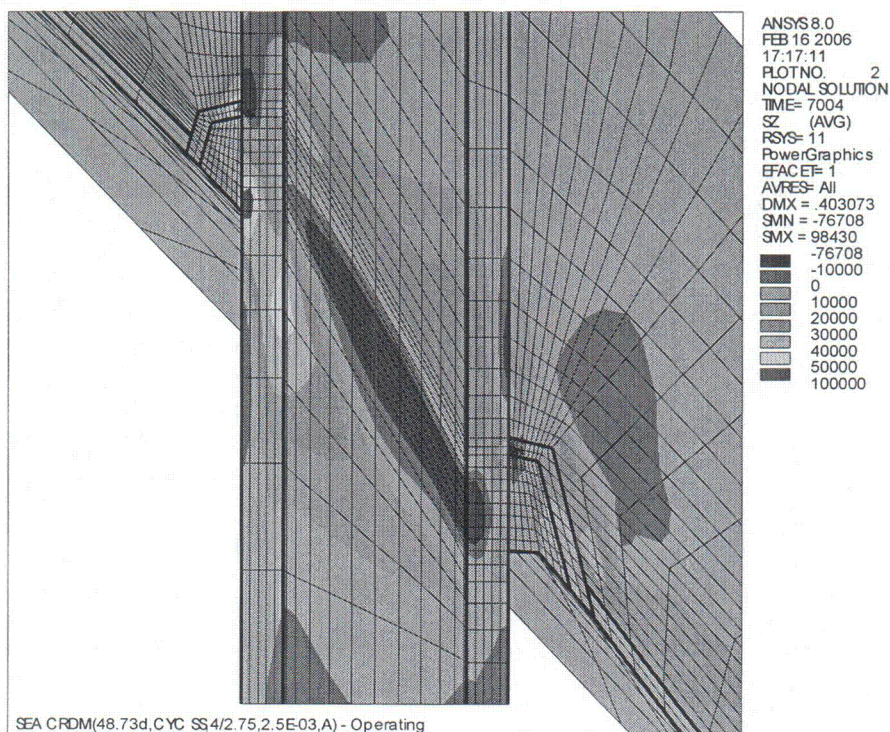 ANSYS 8.0
FEB 16 2006
17:17:11
PLOT NO. 2
NODAL SOLUTION
TIME= 7004
SZ (AVG)
RSYS= 11
PowerGraphics
EFACET= 1
AVRES= All
DMX = .403073
SMN = -76708
SMX = 98430
-76708
-10000
0
10000
20000
30000
40000
50000
100000
SEA CRDM(48.73d,CYC SS,4/2.75,2.5E-03,A) - Operating